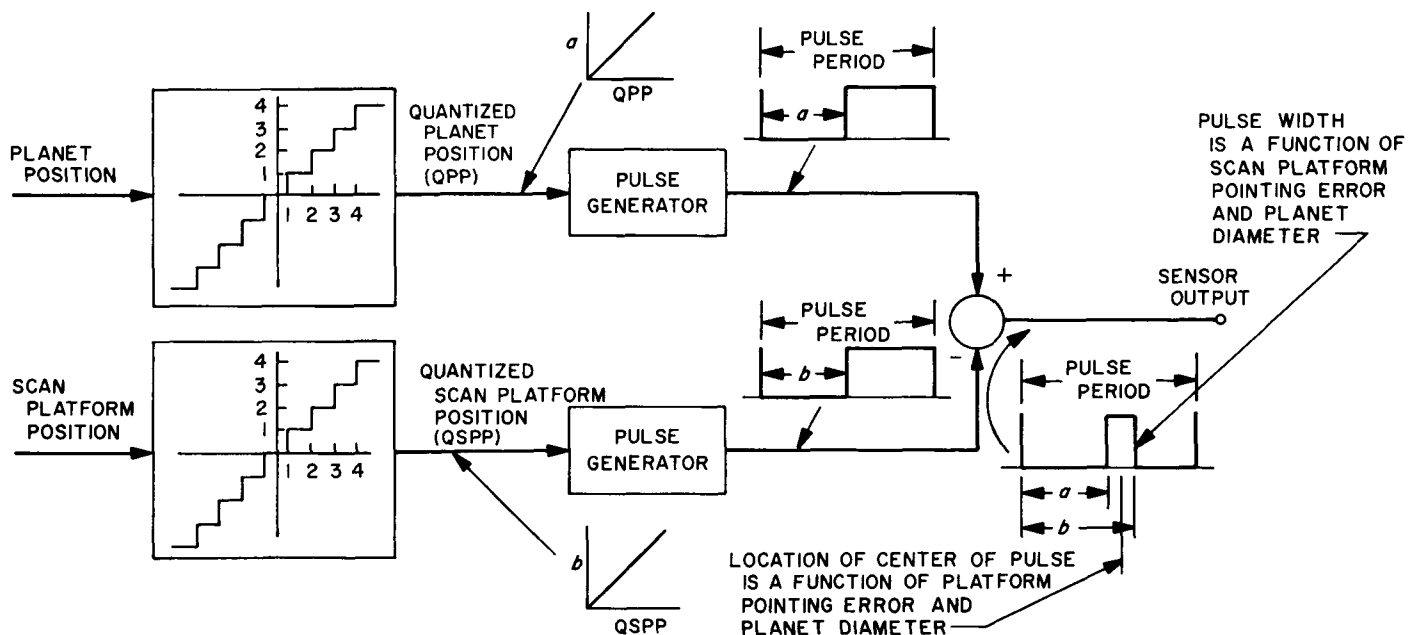 PLANET
POSITION
4
3
2
1
1 2 3 4
QUANTIZED
PLANET
POSITION
(QPP)
a
QPP
PULSE
GENERATOR
PULSE
PERIOD
a
SCAN
PLATFORM
POSITION
4
3
2
1
1 2 3 4
QUANTIZED
SCAN PLATFORM
POSITION
(QSPP)
b
QSPP
PULSE
GENERATOR
PULSE
PERIOD
b
+
-
SENSOR
OUTPUT
PULSE WIDTH
IS A FUNCTION OF
SCAN PLATFORM
POINTING ERROR
AND PLANET
DIAMETER
PULSE
PERIOD
a
b
LOCATION OF CENTER OF PULSE
IS A FUNCTION OF PLATFORM
POINTING ERROR AND
PLANET DIAMETER